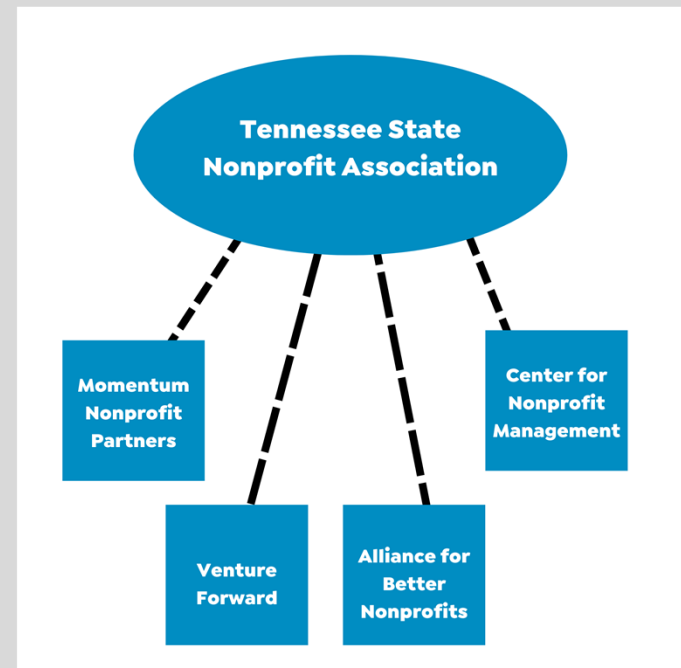 Tennessee State
Nonprofit Association
Momentum
Nonprofit
Partners
Center for
Nonprofit
Management
Venture
Forward
Alliance for
Better
Nonprofits